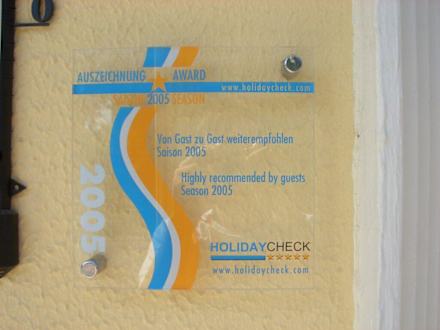 AUSZEICHNUNG AWARD
www.holidaycheck.com
SAISON 2005 SEASON
Von Gast zu Gast weiterempfohlen
Saison 2005
Highly recommended by guests
Season 2005
2005
HOLIDAYCHECK
www.holidaycheck.com